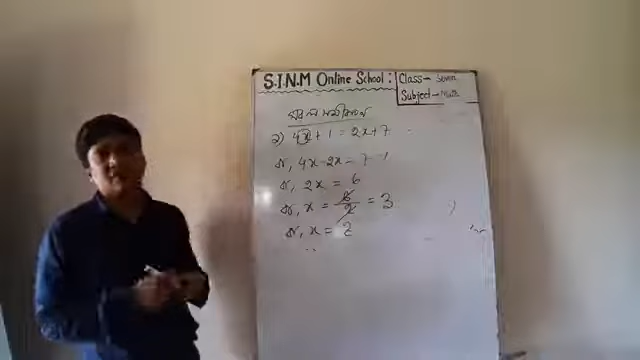 S.I.N.M Online School:
Class- Seven
Subject- Math
সরল সমীকরণ
১) 4x + 1 = 2x + 7
বা, 4x - 2x = 7 - 1
বা, 2x = 6
বা, x = 6/2 = 3
বা, x = 2